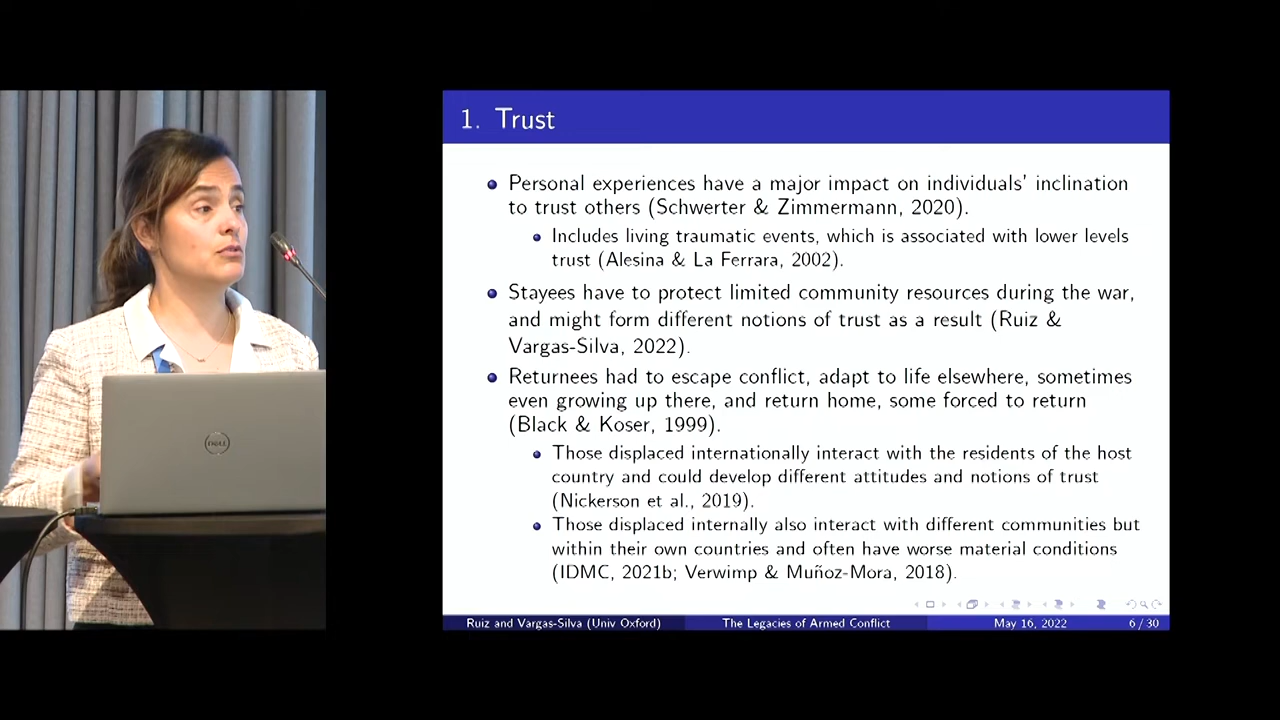 1. Trust
Personal experiences have a major impact on individuals' inclination
to trust others (Schwerter & Zimmermann, 2020).
Includes living traumatic events, which is associated with lower levels
trust (Alesina & La Ferrara, 2002).
Stayees have to protect limited community resources during the war,
and might form different notions of trust as a result (Ruiz &
Vargas-Silva, 2022).
Returnees had to escape conflict, adapt to life elsewhere, sometimes
even growing up there, and return home, some forced to return
(Black & Koser, 1999).
Those displaced internationally interact with the residents of the host
country and could develop different attitudes and notions of trust
(Nickerson et al., 2019).
Those displaced internally also interact with different communities but
within their own countries and often have worse material conditions
(IDMC, 2021b; Verwimp & Muñoz-Mora, 2018).
Ruiz and Vargas-Silva (Univ Oxford)
The Legacies of Armed Conflict
May 16, 2022
6 / 30
DELL